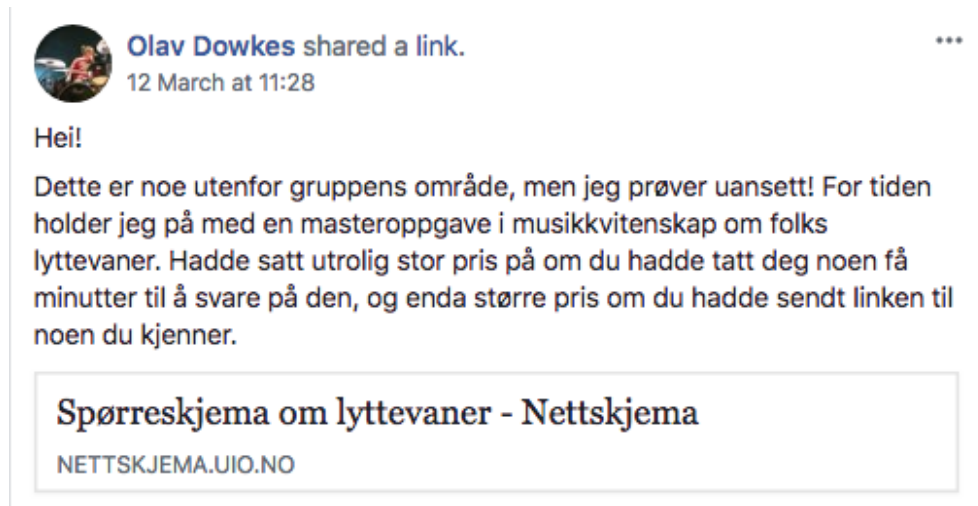 Olav Dowkes shared a link.
12 March at 11:28
Hei!
Dette er noe utenfor gruppens område, men jeg prøver uansett! For tiden
holder jeg på med en masteroppgave i musikkvitenskap om folks
lyttevaner. Hadde satt utrolig stor pris på om du hadde tatt deg noen få
minutter til å svare på den, og enda større pris om du hadde sendt linken til
noen du kjenner.
Spørreskjema om lyttevaner - Nettskjema
NETTSKJEMA.UIO.NO